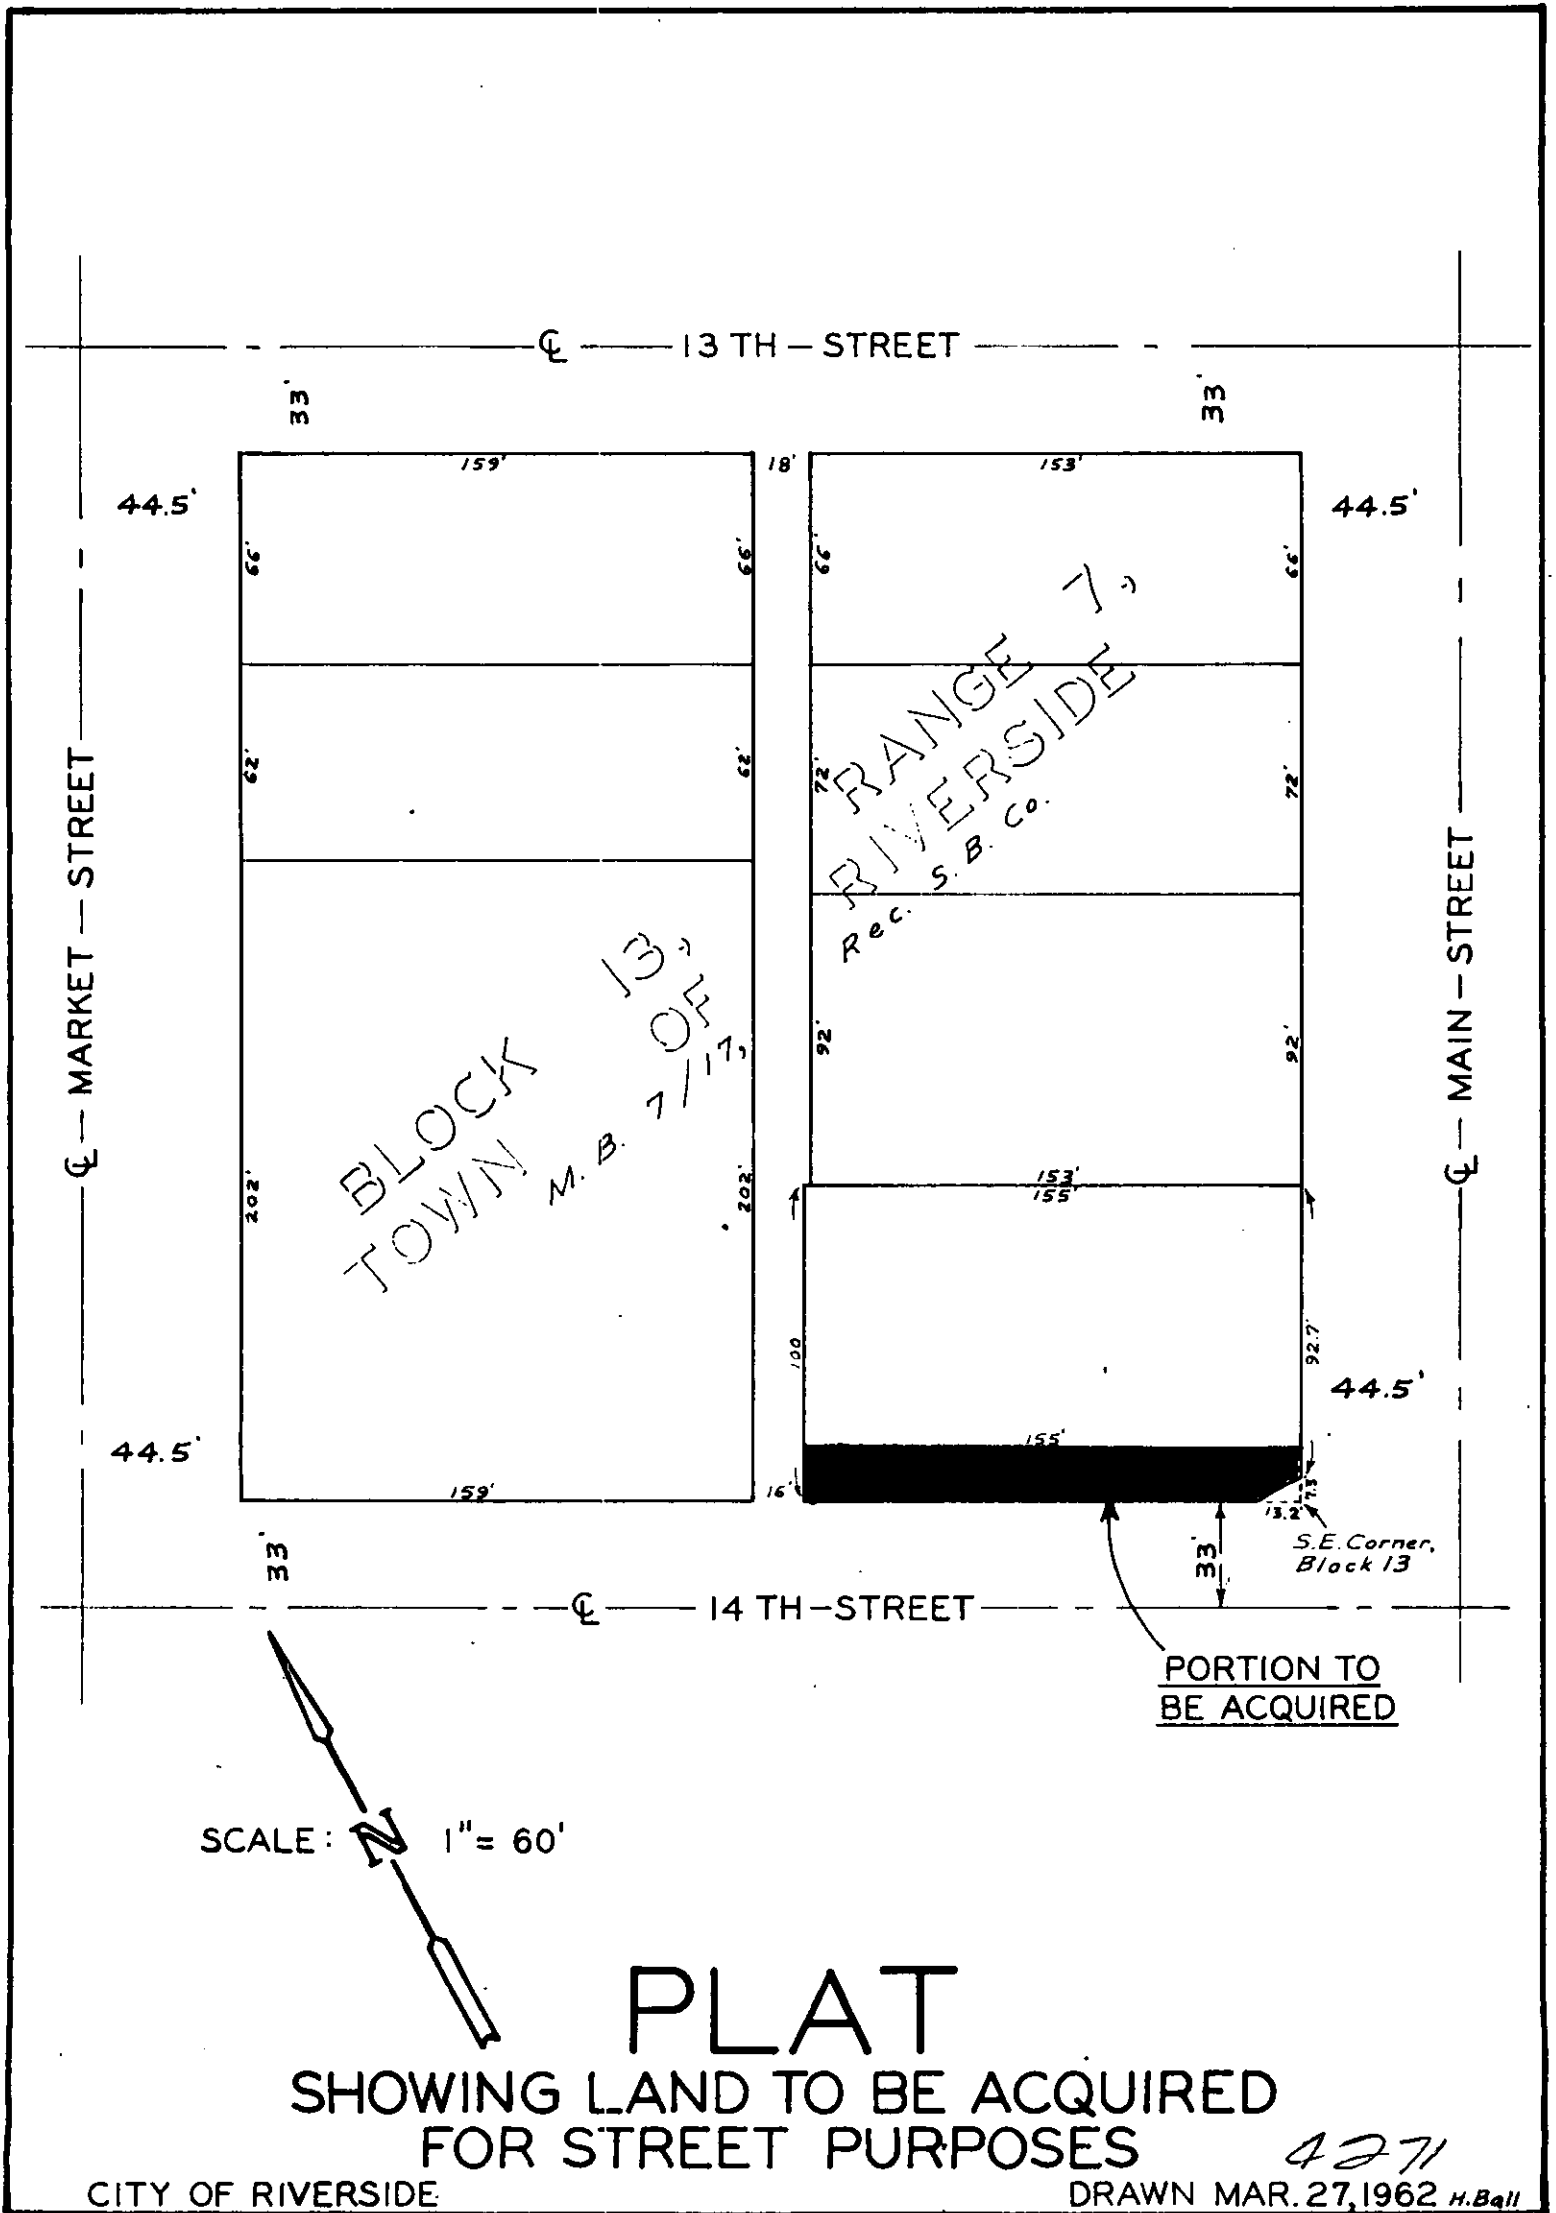 ℄ 13 TH — STREET
33'
33'
159'
18'
153'
44.5'
44.5'
66'
66'
66'
66'
RANGE 7,
RIVERSIDE
Rec. S. B. Co.
62'
62'
72'
72'
℄ — MARKET — STREET
℄ — MAIN — STREET
BLOCK 13,
TOWN OF
M. B. 7/17,
92'
92'
202'
202'
153'
155'
100
92.7'
44.5'
44.5'
155'
159'
16'
7.3
13.2'
S.E. Corner,
Block 13
33'
33'
℄ 14 TH — STREET
PORTION TO
BE ACQUIRED
SCALE: N 1" = 60'
PLAT
SHOWING LAND TO BE ACQUIRED
FOR STREET PURPOSES
4271
CITY OF RIVERSIDE
DRAWN MAR. 27, 1962 H. Ball